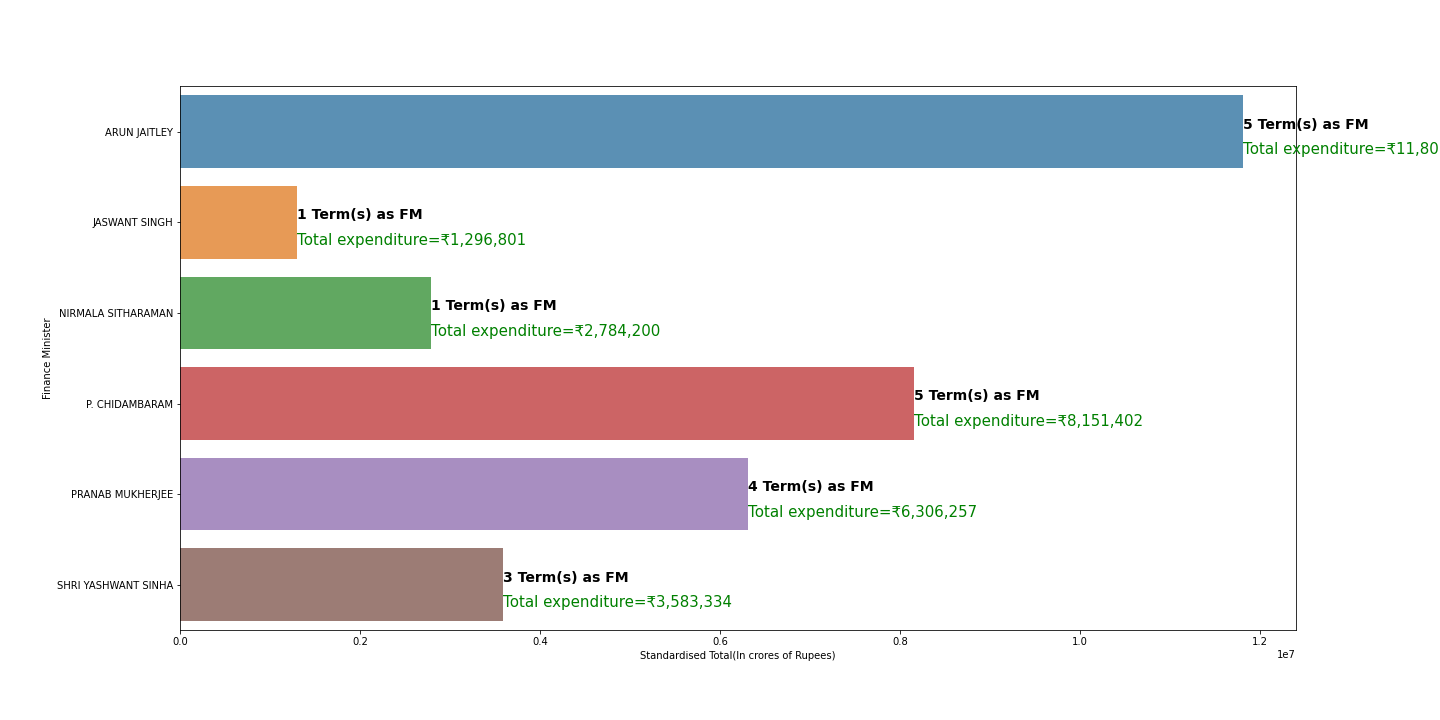 ARUN JAITLEY
5 Term(s) as FM
Total expenditure=₹11,80
JASWANT SINGH
1 Term(s) as FM
Total expenditure=₹1,296,801
NIRMALA SITHARAMAN
1 Term(s) as FM
Total expenditure=₹2,784,200
Finance Minister
P. CHIDAMBARAM
5 Term(s) as FM
Total expenditure=₹8,151,402
PRANAB MUKHERJEE
4 Term(s) as FM
Total expenditure=₹6,306,257
SHRI YASHWANT SINHA
3 Term(s) as FM
Total expenditure=₹3,583,334
0.0 0.2 0.4 0.6 0.8 1.0 1.2
1e7
Standardised Total(In crores of Rupees)